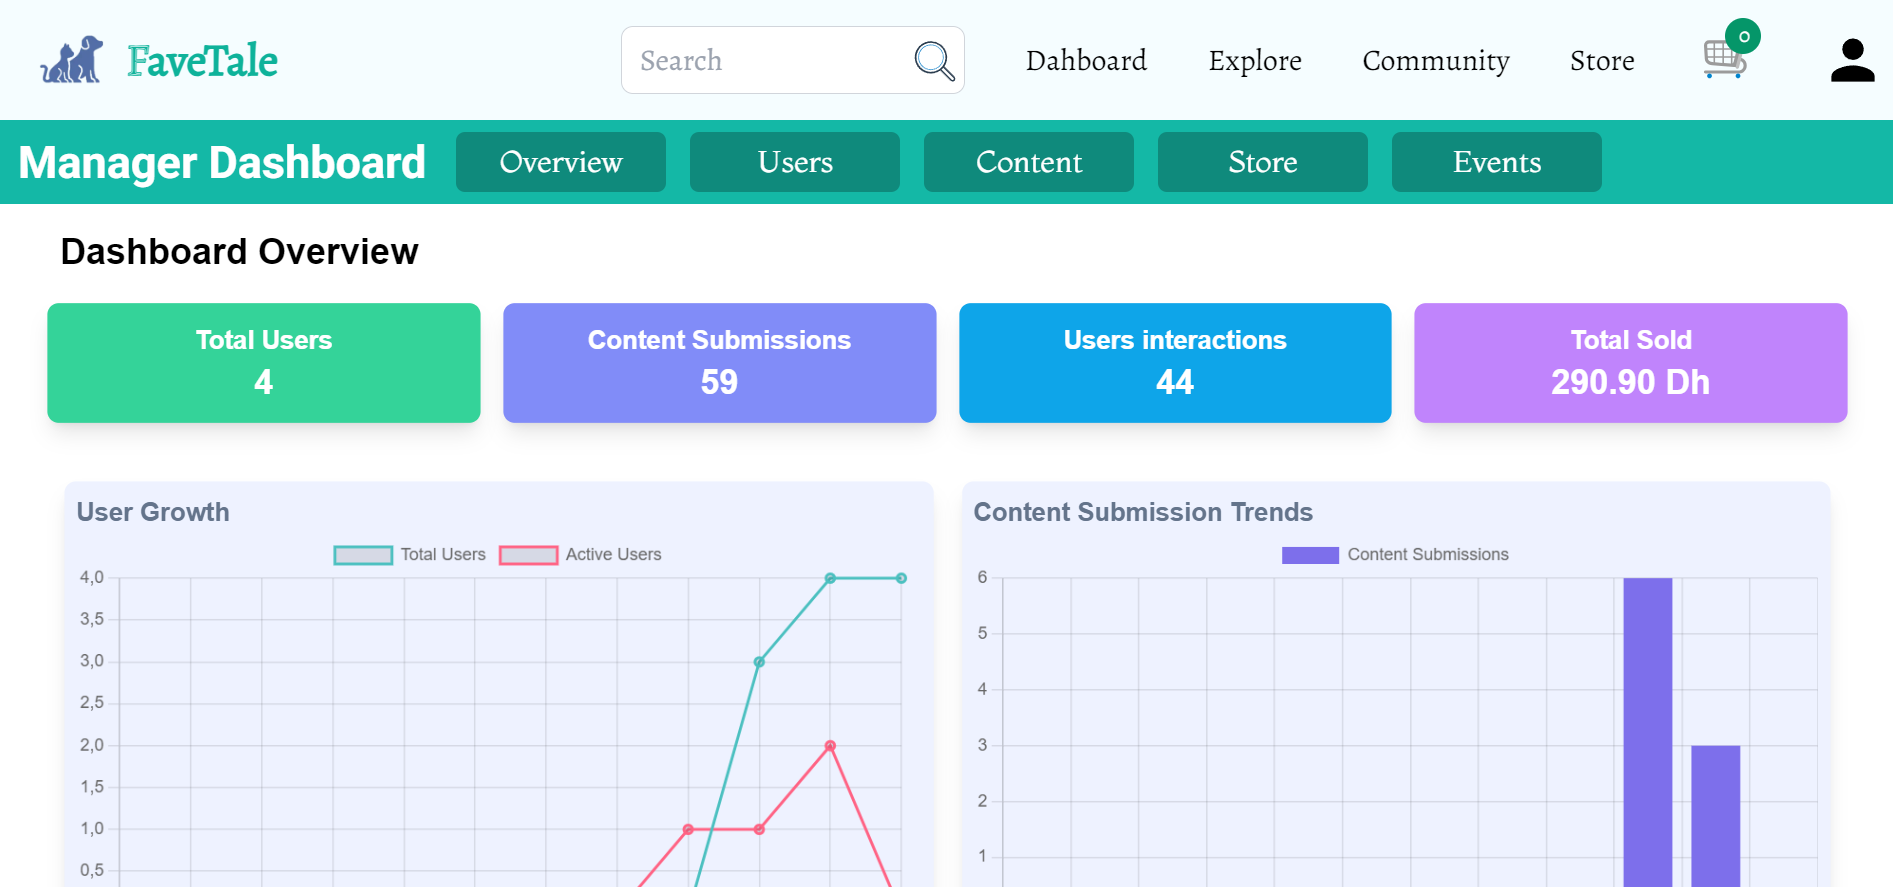 FaveTale
Search
Dahboard
Explore
Community
Store
0
Manager Dashboard
Overview
Users
Content
Store
Events
Dashboard Overview
Total Users
4
Content Submissions
59
Users interactions
44
Total Sold
290.90 Dh
User Growth
Total Users
Active Users
4,0
3,5
3,0
2,5
2,0
1,5
1,0
0,5
Content Submission Trends
Content Submissions
6
5
4
3
2
1